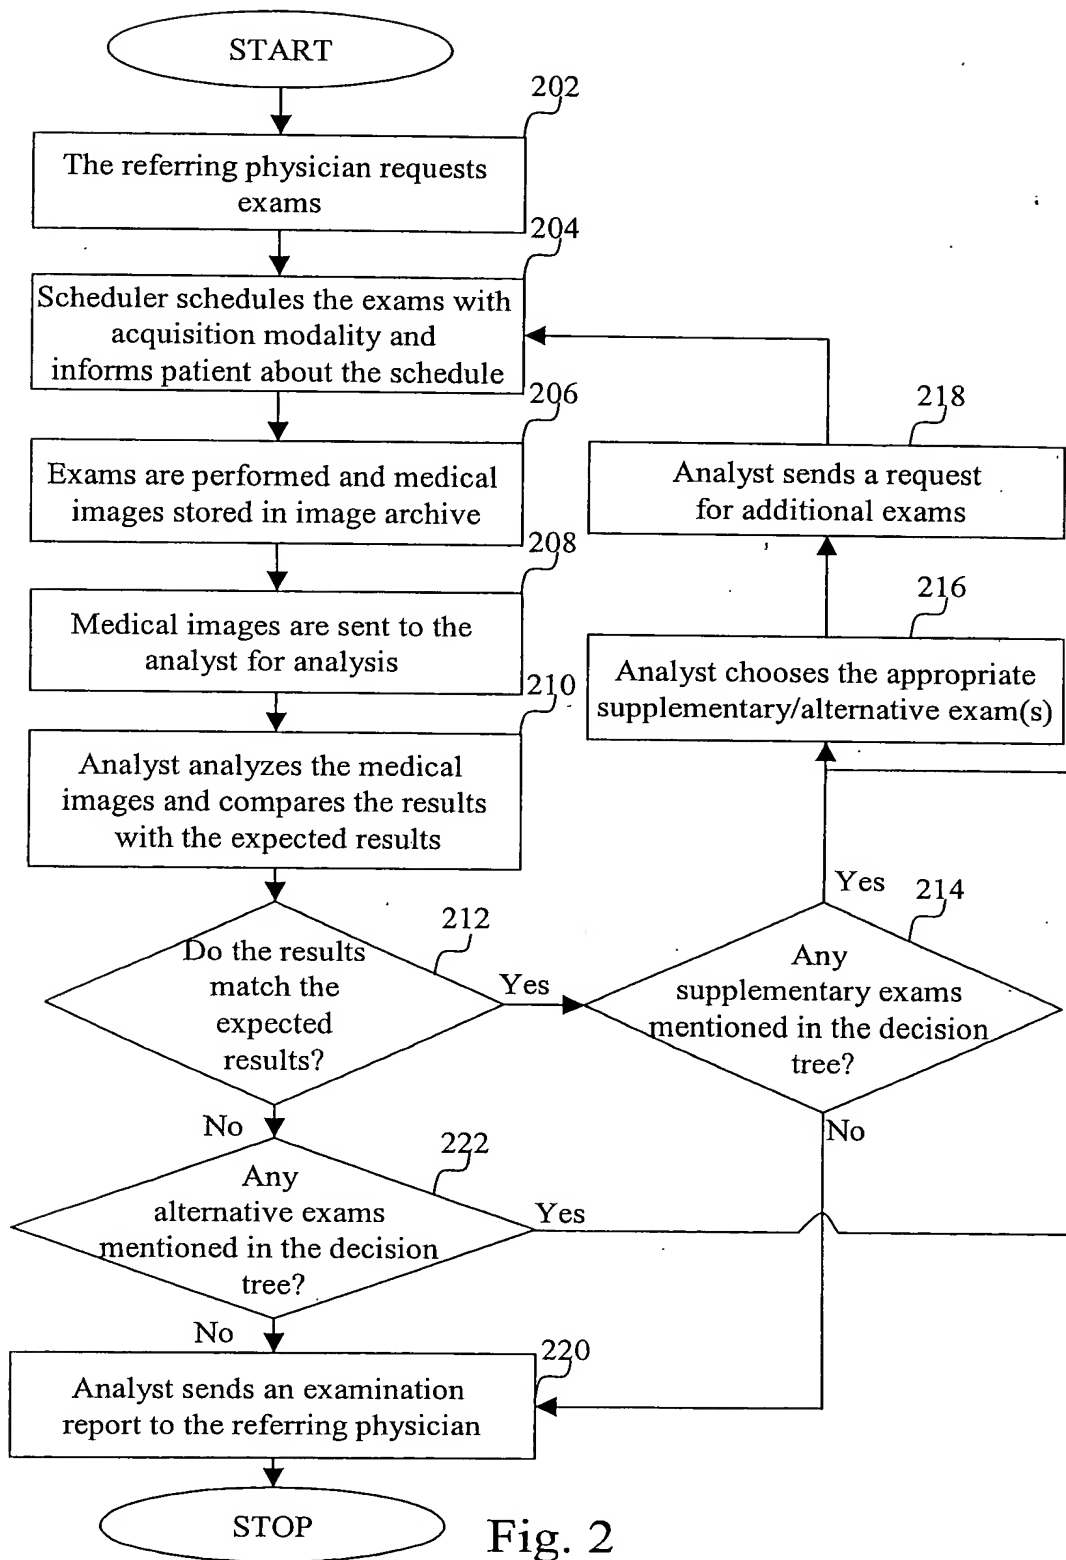 START
202
The referring physician requests
exams
204
Scheduler schedules the exams with
acquisition modality and
informs patient about the schedule
206
Exams are performed and medical
images stored in image archive
208
Medical images are sent to the
analyst for analysis
210
Analyst analyzes the medical
images and compares the results
with the expected results
212
Do the results
match the
expected
results?
Yes
No
214
Any
supplementary exams
mentioned in the decision
tree?
Yes
No
216
Analyst chooses the appropriate
supplementary/alternative exam(s)
218
Analyst sends a request
for additional exams
222
Any
alternative exams
mentioned in the decision
tree?
Yes
No
220
Analyst sends an examination
report to the referring physician
STOP
Fig. 2